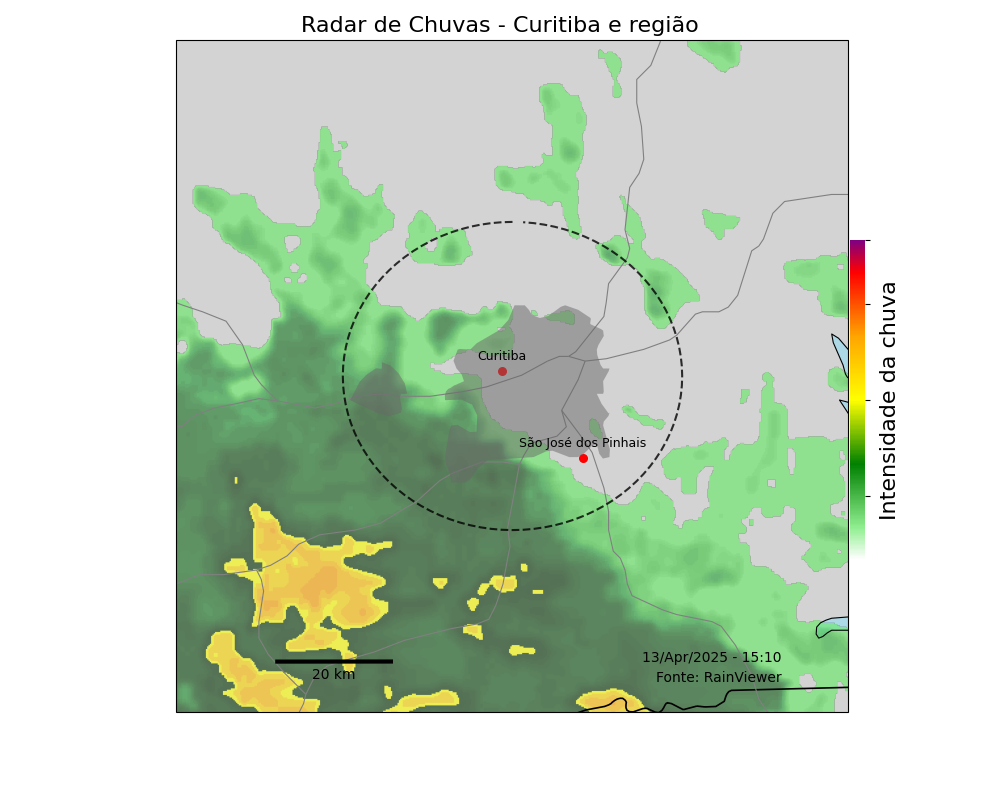 Radar de Chuvas - Curitiba e região
Curitiba
São José dos Pinhais
Intensidade da chuva
13/Apr/2025 - 15:10
Fonte: RainViewer
20 km